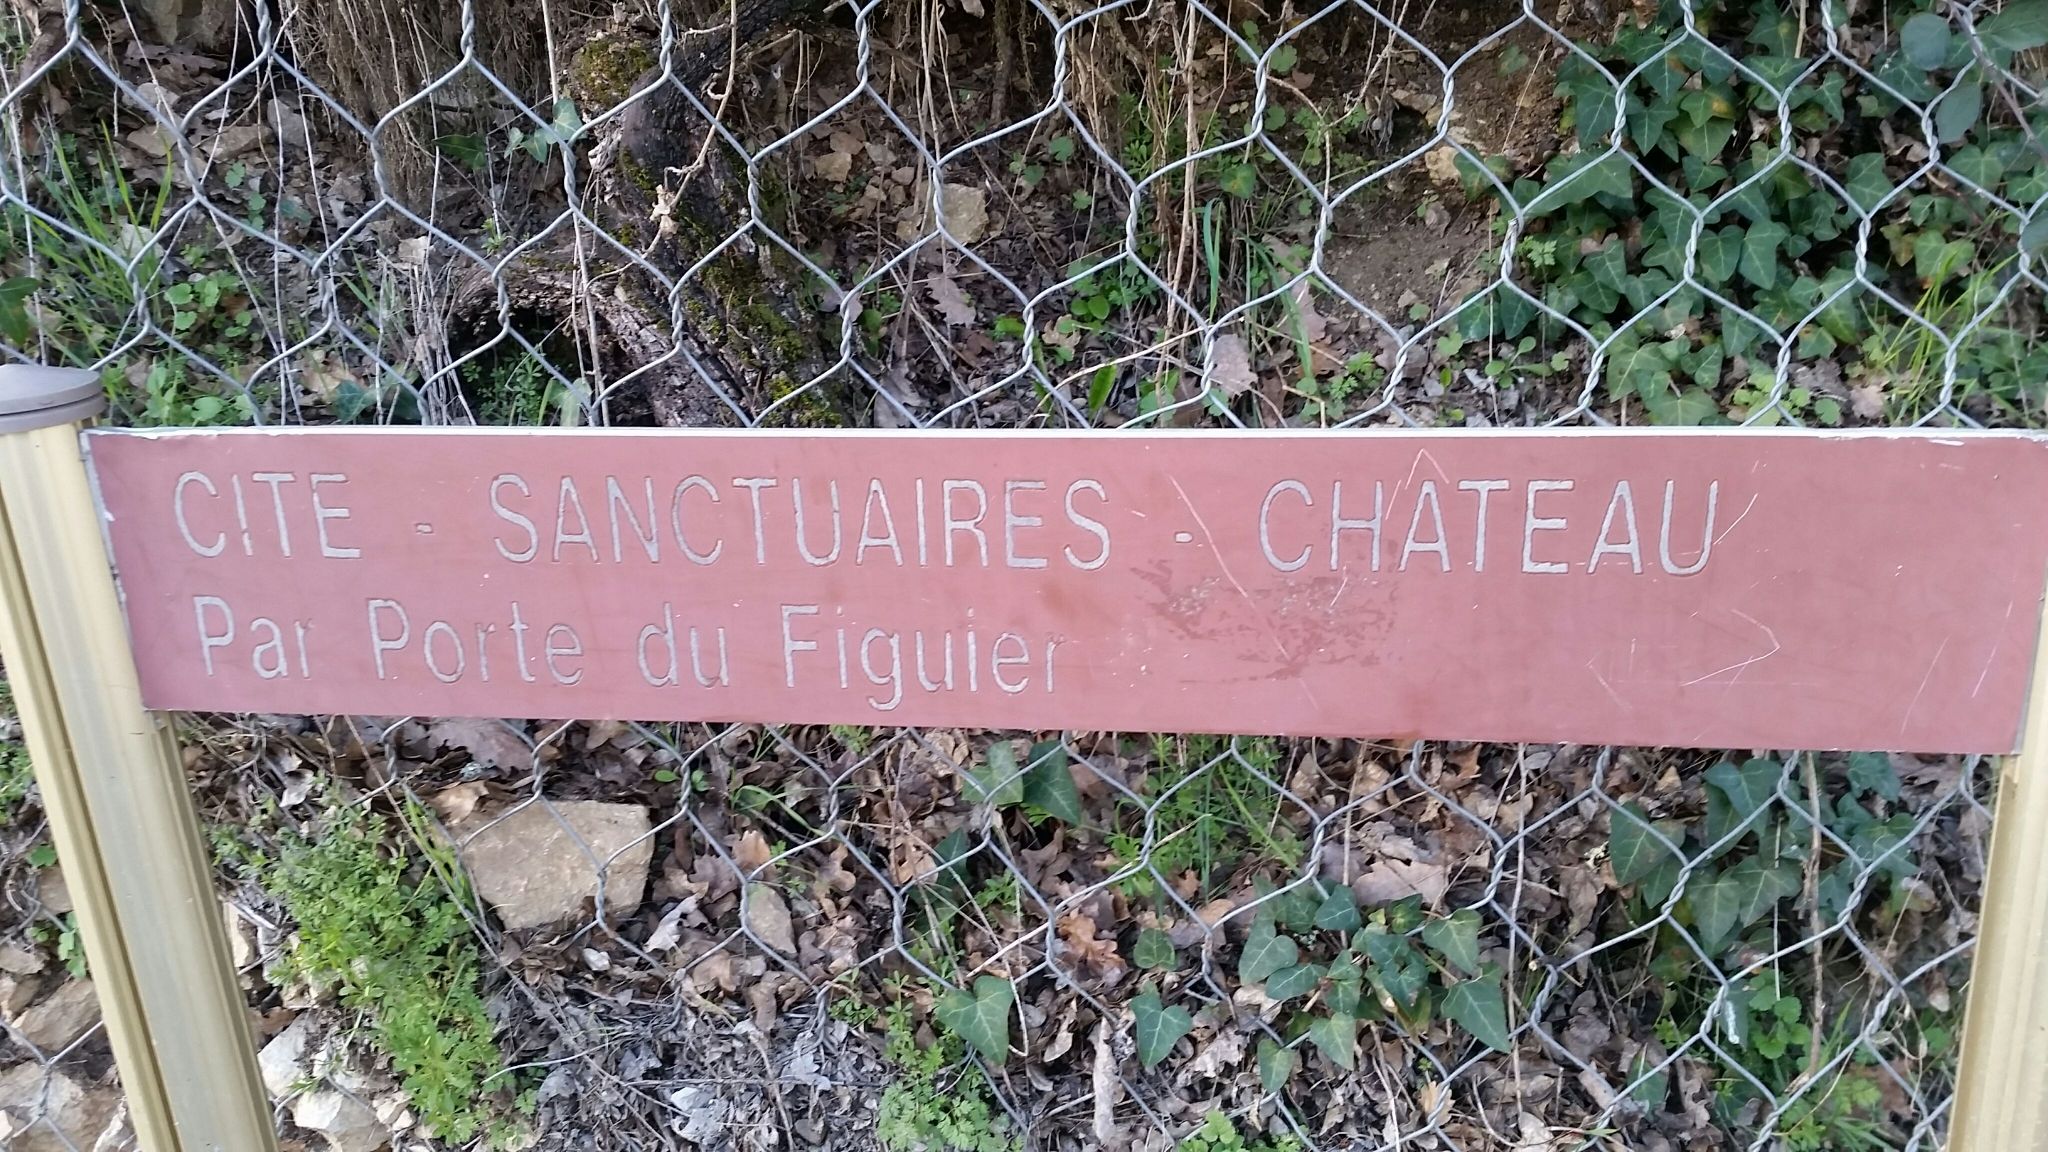 CITE - SANCTUAIRES - CHATEAU
Par Porte du Figuier